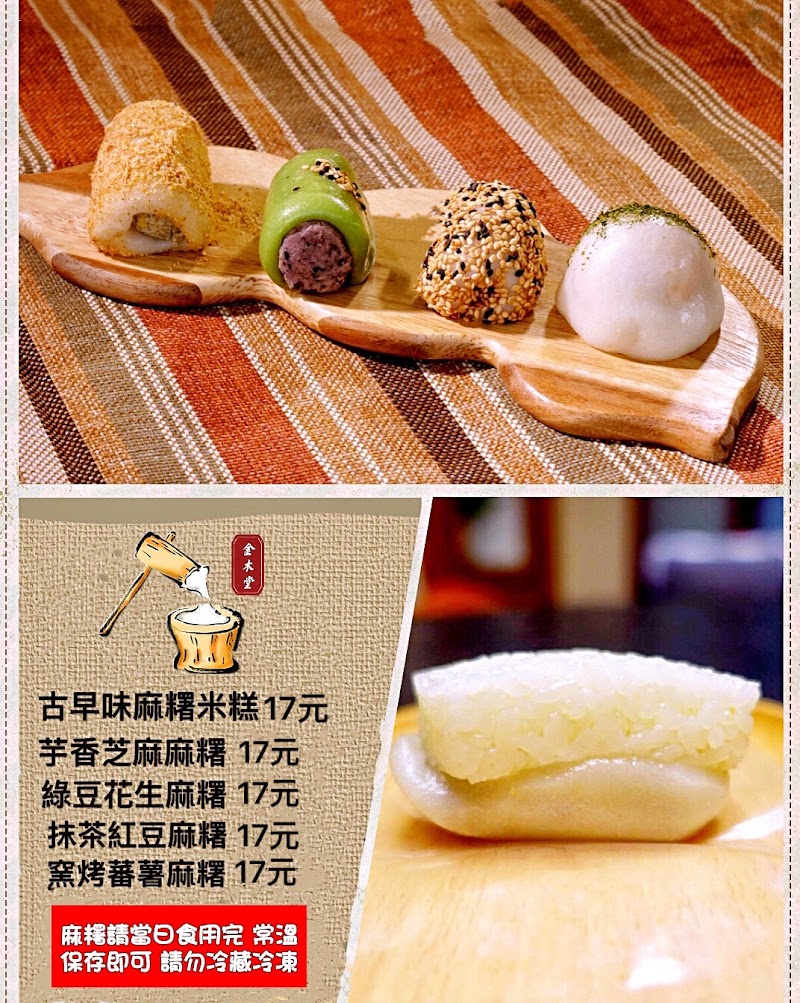 金木堂
古早味麻糬米糕17元
芋香芝麻麻糬 17元
綠豆花生麻糬 17元
抹茶紅豆麻糬 17元
窯烤蕃薯麻糬 17元
麻糬請當日食用完 常溫
保存即可 請勿冷藏冷凍